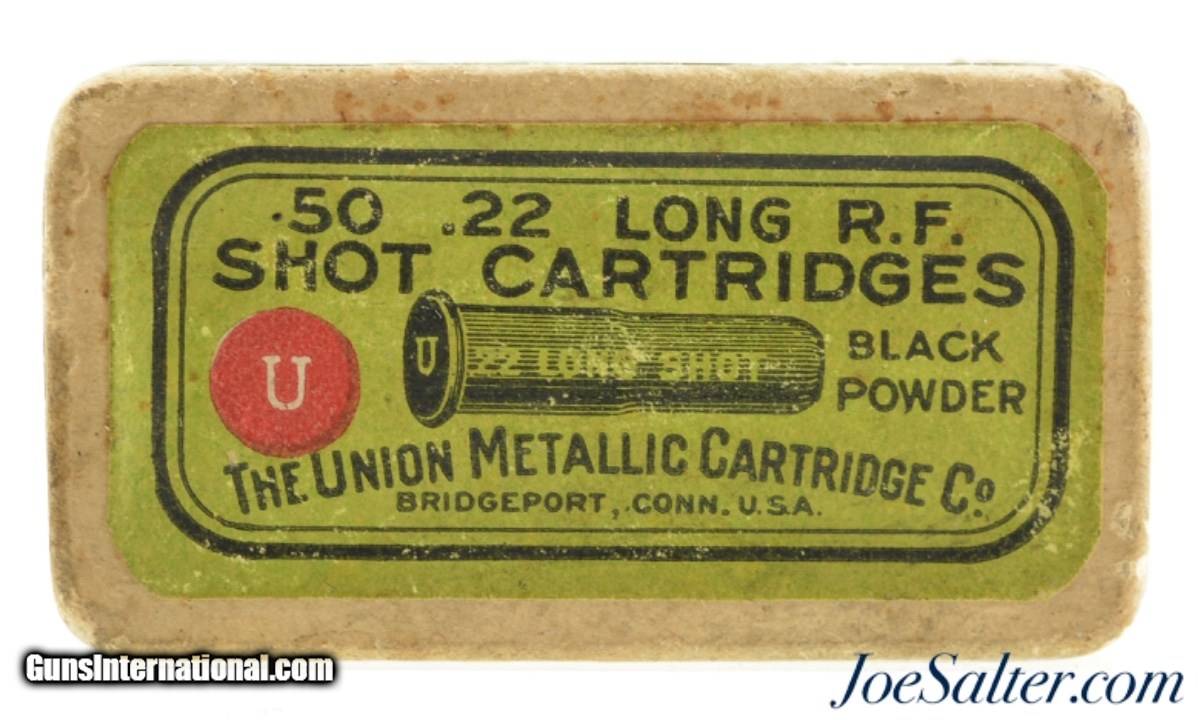 .50 .22 LONG R.F.
SHOT CARTRIDGES
U
U
22 LONG SHOT
BLACK
POWDER
THE UNION METALLIC CARTRIDGE Co.
BRIDGEPORT, CONN. U.S.A.
GunsInternational.com
JoeSalter.com